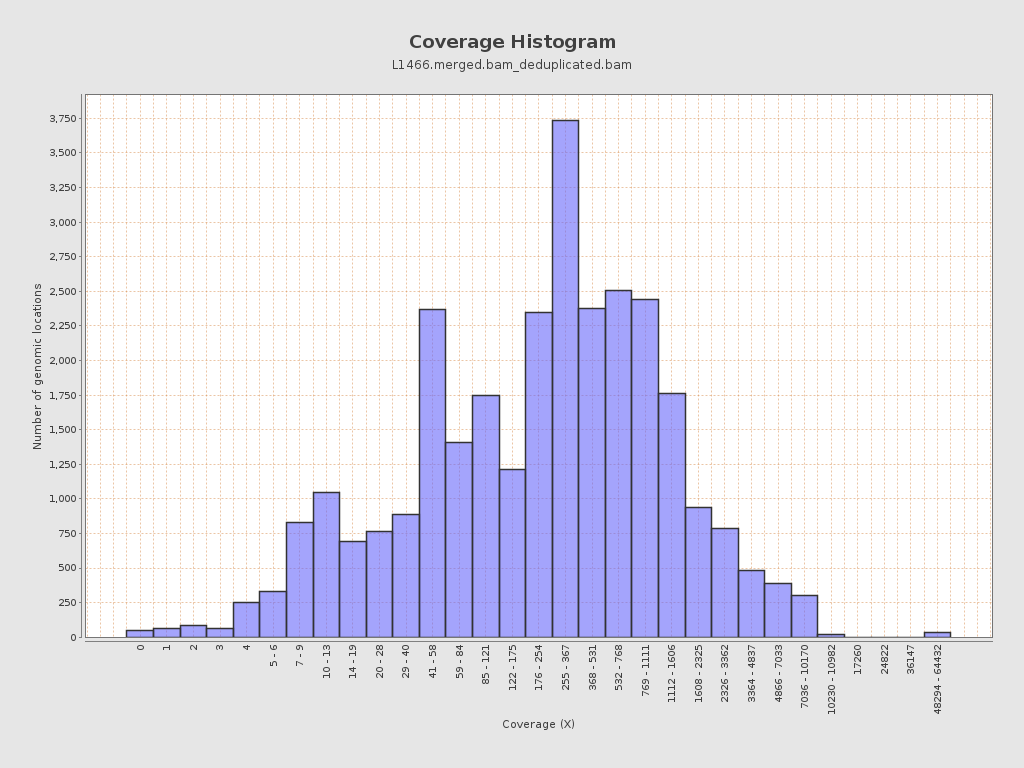 Coverage Histogram
L1466.merged.bam_deduplicated.bam
Number of genomic locations
3,750
3,500
3,250
3,000
2,750
2,500
2,250
2,000
1,750
1,500
1,250
1,000
750
500
250
0
0
1
2
3
4
5 - 6
7 - 9
10 - 13
14 - 19
20 - 28
29 - 40
41 - 58
59 - 84
85 - 121
122 - 175
176 - 254
255 - 367
368 - 531
532 - 768
769 - 1111
1112 - 1606
1608 - 2325
2326 - 3362
3364 - 4837
4866 - 7033
7036 - 10170
10230 - 10982
17260
24822
36147
48294 - 64432
Coverage (X)